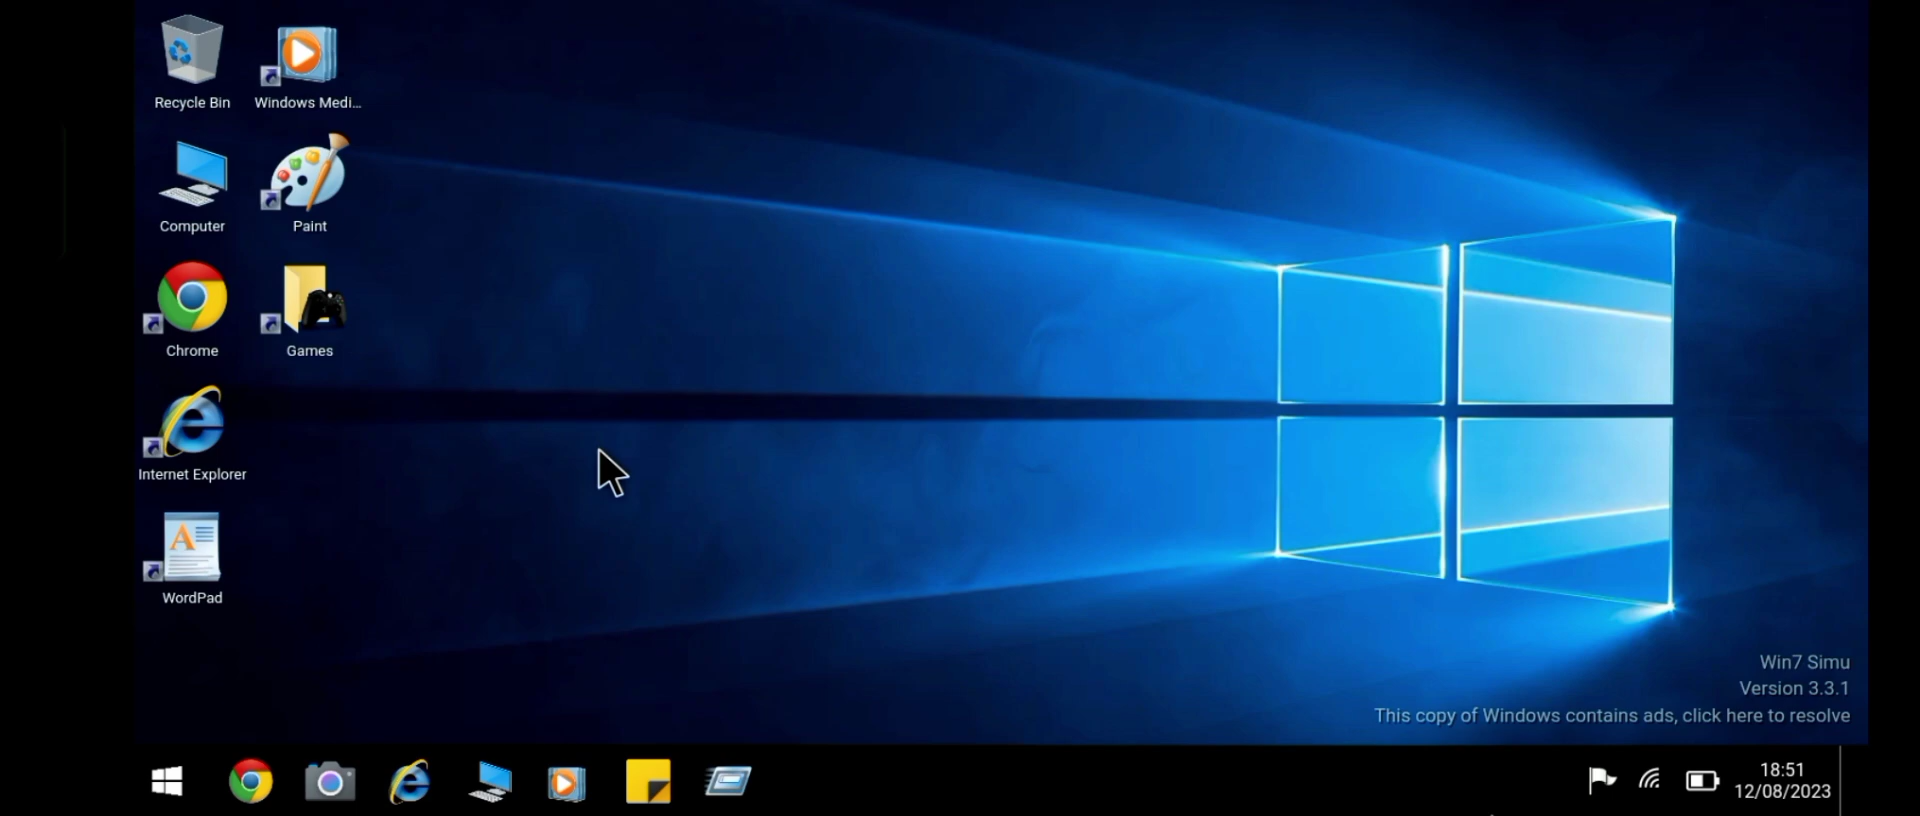 Recycle Bin
Windows Medi...
Computer
Paint
Chrome
Games
Internet Explorer
WordPad
Win7 Simu
Version 3.3.1
This copy of Windows contains ads, click here to resolve
18:51
12/08/2023